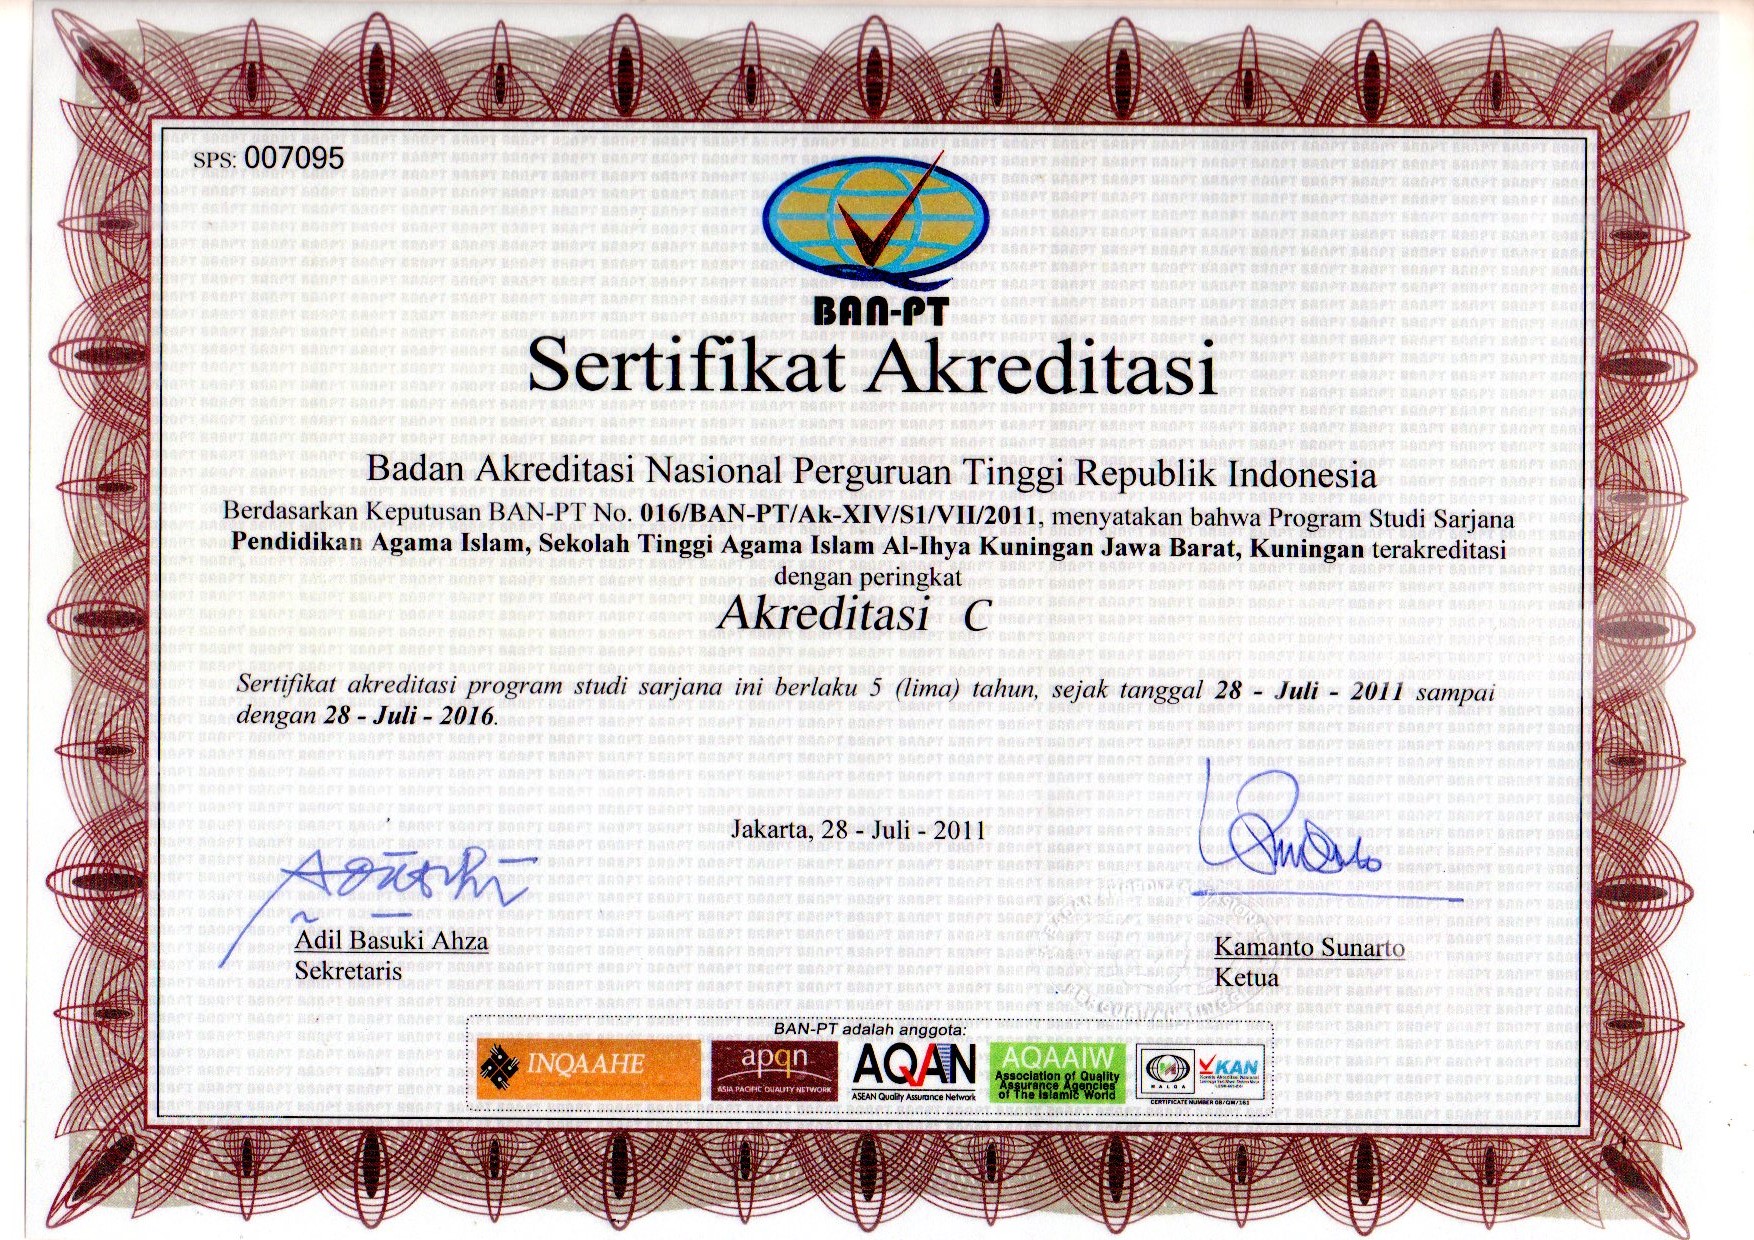 SPS: 007095
BAN-PT
Sertifikat Akreditasi
Badan Akreditasi Nasional Perguruan Tinggi Republik Indonesia
Berdasarkan Keputusan BAN-PT No. 016/BAN-PT/Ak-XIV/S1/VII/2011, menyatakan bahwa Program Studi Sarjana
Pendidikan Agama Islam, Sekolah Tinggi Agama Islam Al-Ihya Kuningan Jawa Barat, Kuningan terakreditasi
dengan peringkat
Akreditasi C
Sertifikat akreditasi program studi sarjana ini berlaku 5 (lima) tahun, sejak tanggal 28 - Juli - 2011 sampai
dengan 28 - Juli - 2016.
Jakarta, 28 - Juli - 2011
Adil Basuki Ahza
Sekretaris
Kamanto Sunarto
Ketua
BAN-PT adalah anggota:
INQAAHE
apqn
ASIA PACIFIC QUALITY NETWORK
AQAN
ASEAN Quality Assurance Network
AQAAIW
Association of Quality
Assurance Agencies
of The Islamic World
KAN